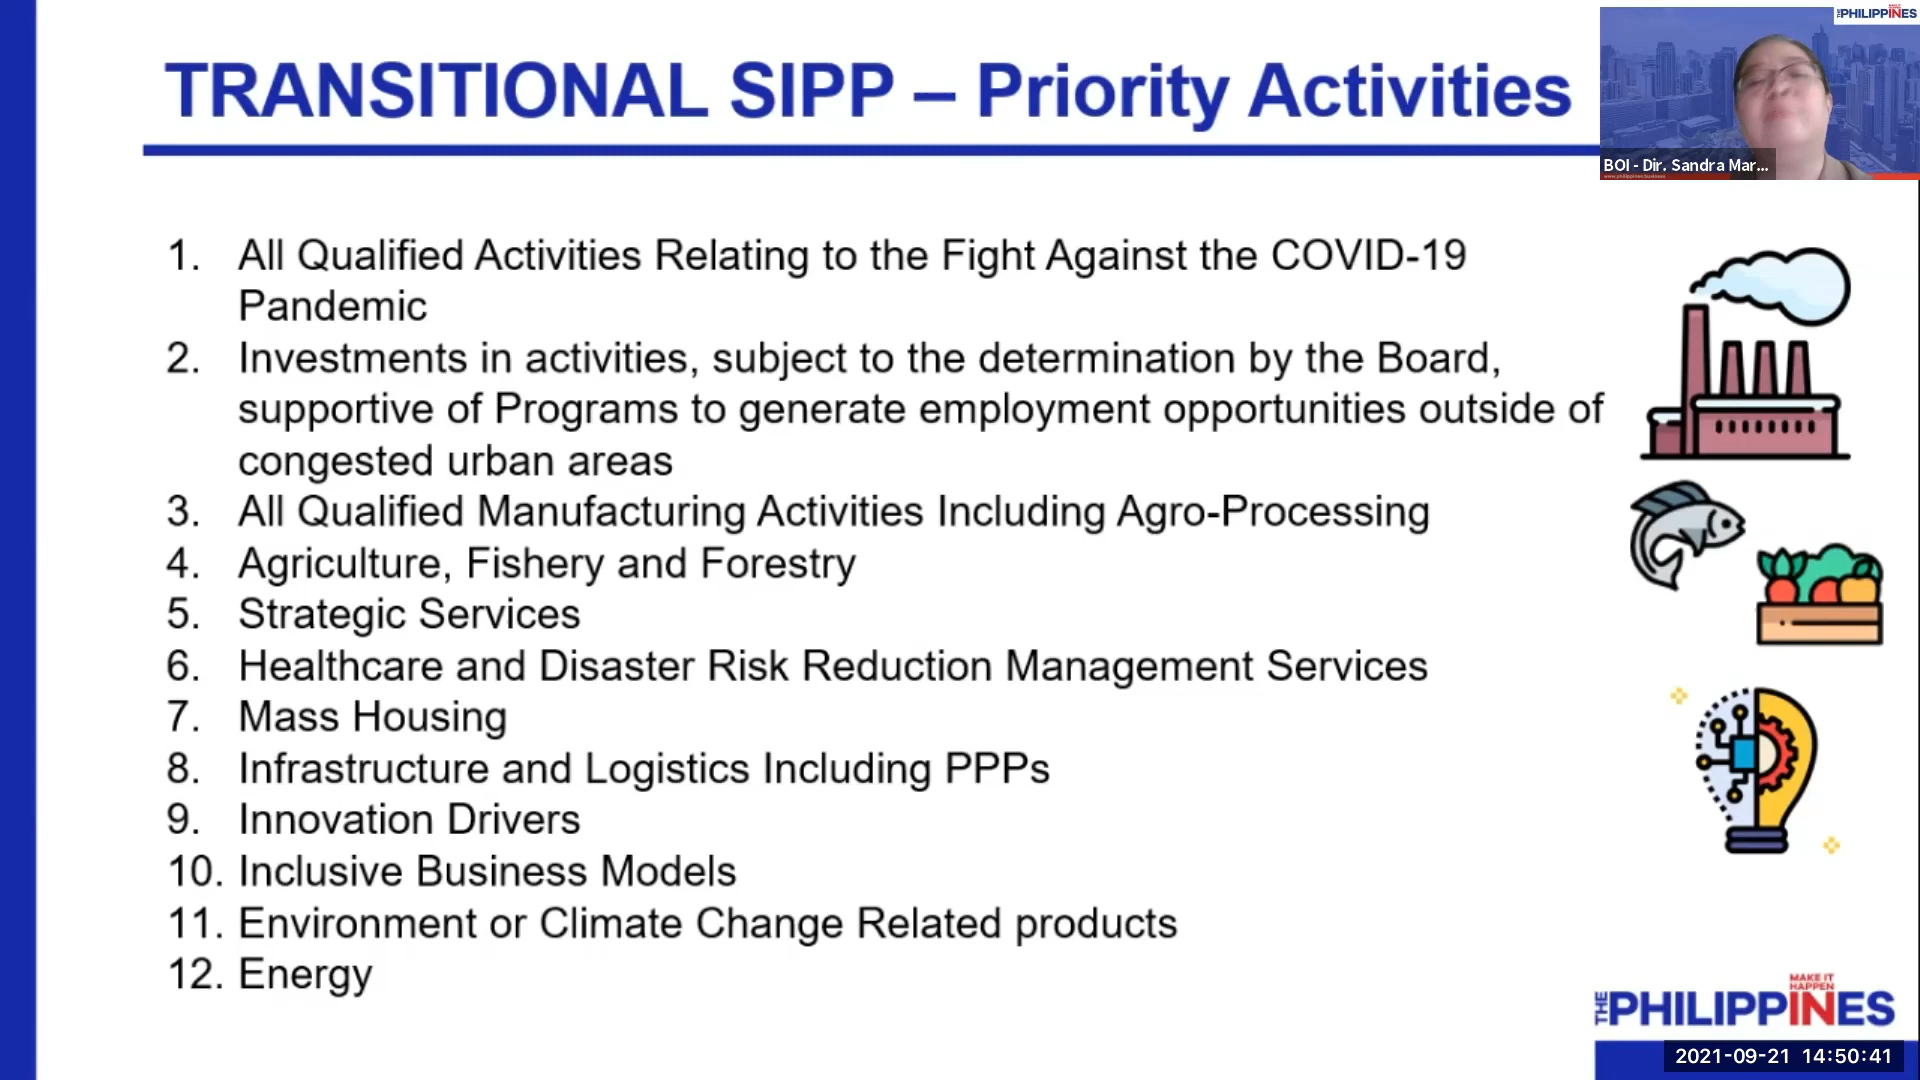 TRANSITIONAL SIPP – Priority Activities
THE PHILIPPINES
BOI - Dir. Sandra Mar...
1. All Qualified Activities Relating to the Fight Against the COVID-19
Pandemic
2. Investments in activities, subject to the determination by the Board,
supportive of Programs to generate employment opportunities outside of
congested urban areas
3. All Qualified Manufacturing Activities Including Agro-Processing
4. Agriculture, Fishery and Forestry
5. Strategic Services
6. Healthcare and Disaster Risk Reduction Management Services
7. Mass Housing
8. Infrastructure and Logistics Including PPPs
9. Innovation Drivers
10. Inclusive Business Models
11. Environment or Climate Change Related products
12. Energy
MAKE IT
HAPPEN
THE PHILIPPINES
2021-09-21 14:50:41